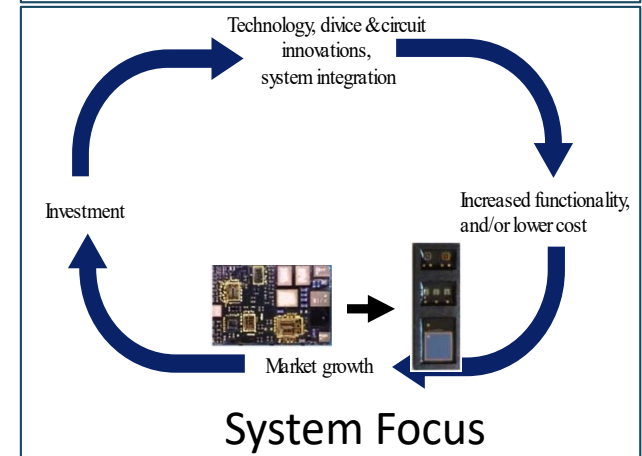 Technology, divice & circuit
innovations,
system integration
Investment
Increased functionality,
and/or lower cost
Market growth
System Focus